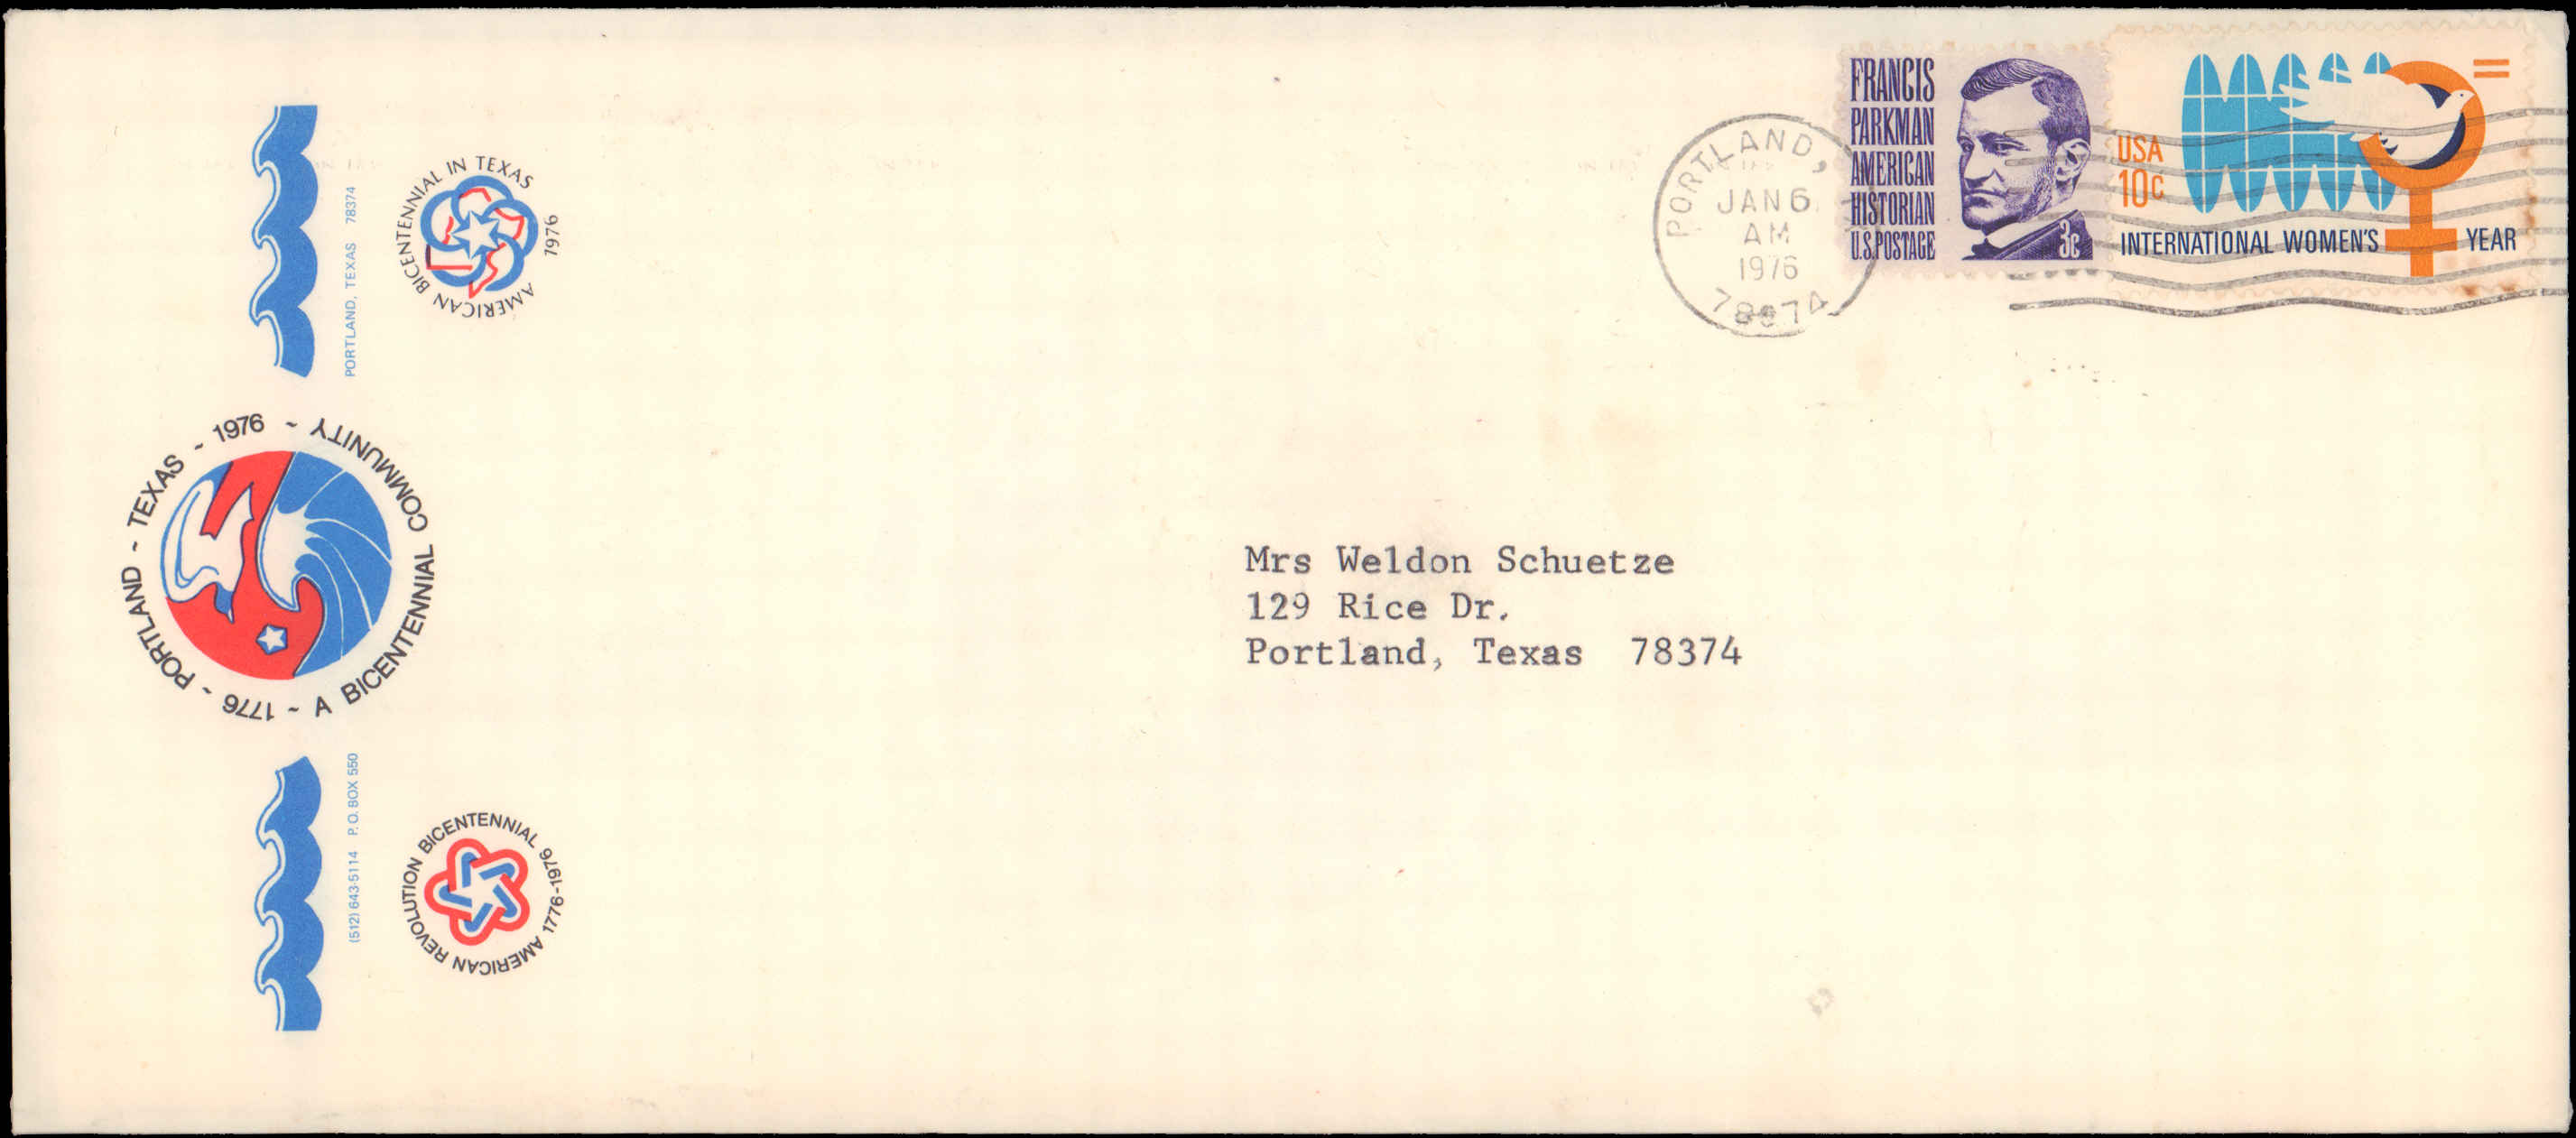 PORTLAND, TEXAS 78374
AMERICAN BICENTENNIAL IN TEXAS 1976
PORTLAND ~ TEXAS ~ 1976 ~
1776 ~ A BICENTENNIAL COMMUNITY ~
(512) 643-5114 P.O. BOX 550
AMERICAN REVOLUTION BICENTENNIAL 1776-1976
PORTLAND,
JAN 6
AM
1976
78374
FRANCIS
PARKMAN
AMERICAN
HISTORIAN
U.S.POSTAGE
3c
USA
10c
INTERNATIONAL WOMEN'S YEAR
Mrs Weldon Schuetze
129 Rice Dr.
Portland, Texas 78374